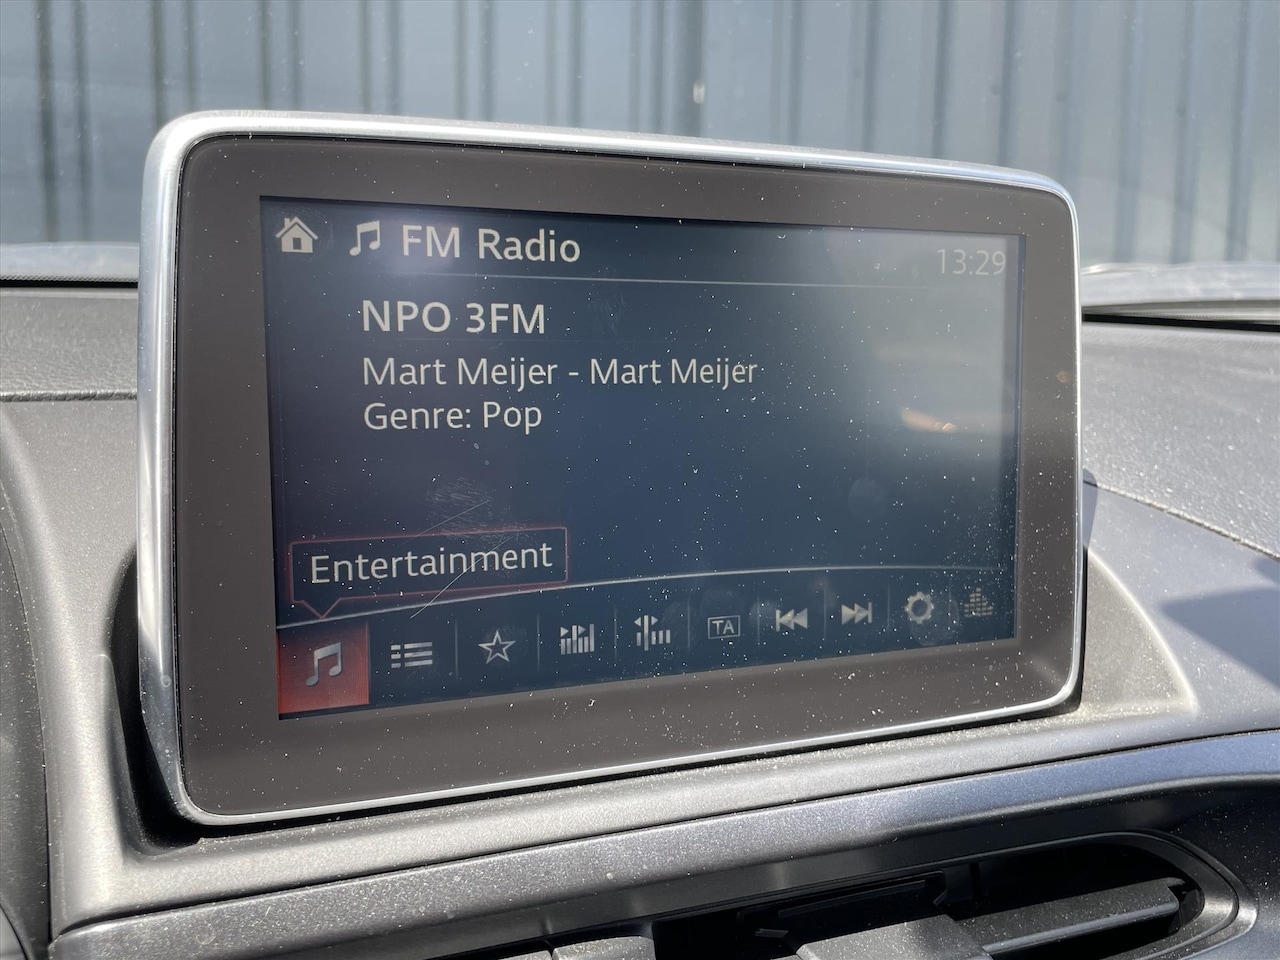 FM Radio
13:29
NPO 3FM
Mart Meijer - Mart Meijer
Genre: Pop
Entertainment
TA